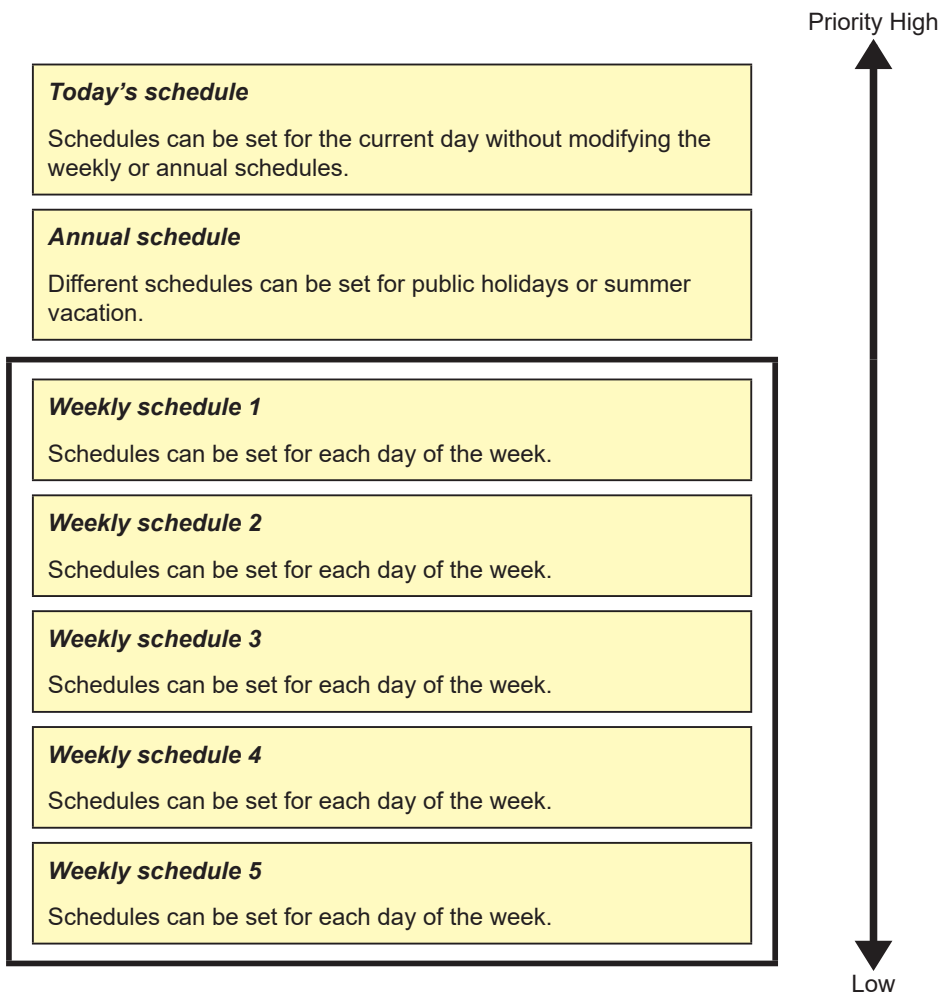 Priority High
Today's schedule
Schedules can be set for the current day without modifying the
weekly or annual schedules.
Annual schedule
Different schedules can be set for public holidays or summer
vacation.
Weekly schedule 1
Schedules can be set for each day of the week.
Weekly schedule 2
Schedules can be set for each day of the week.
Weekly schedule 3
Schedules can be set for each day of the week.
Weekly schedule 4
Schedules can be set for each day of the week.
Weekly schedule 5
Schedules can be set for each day of the week.
Low